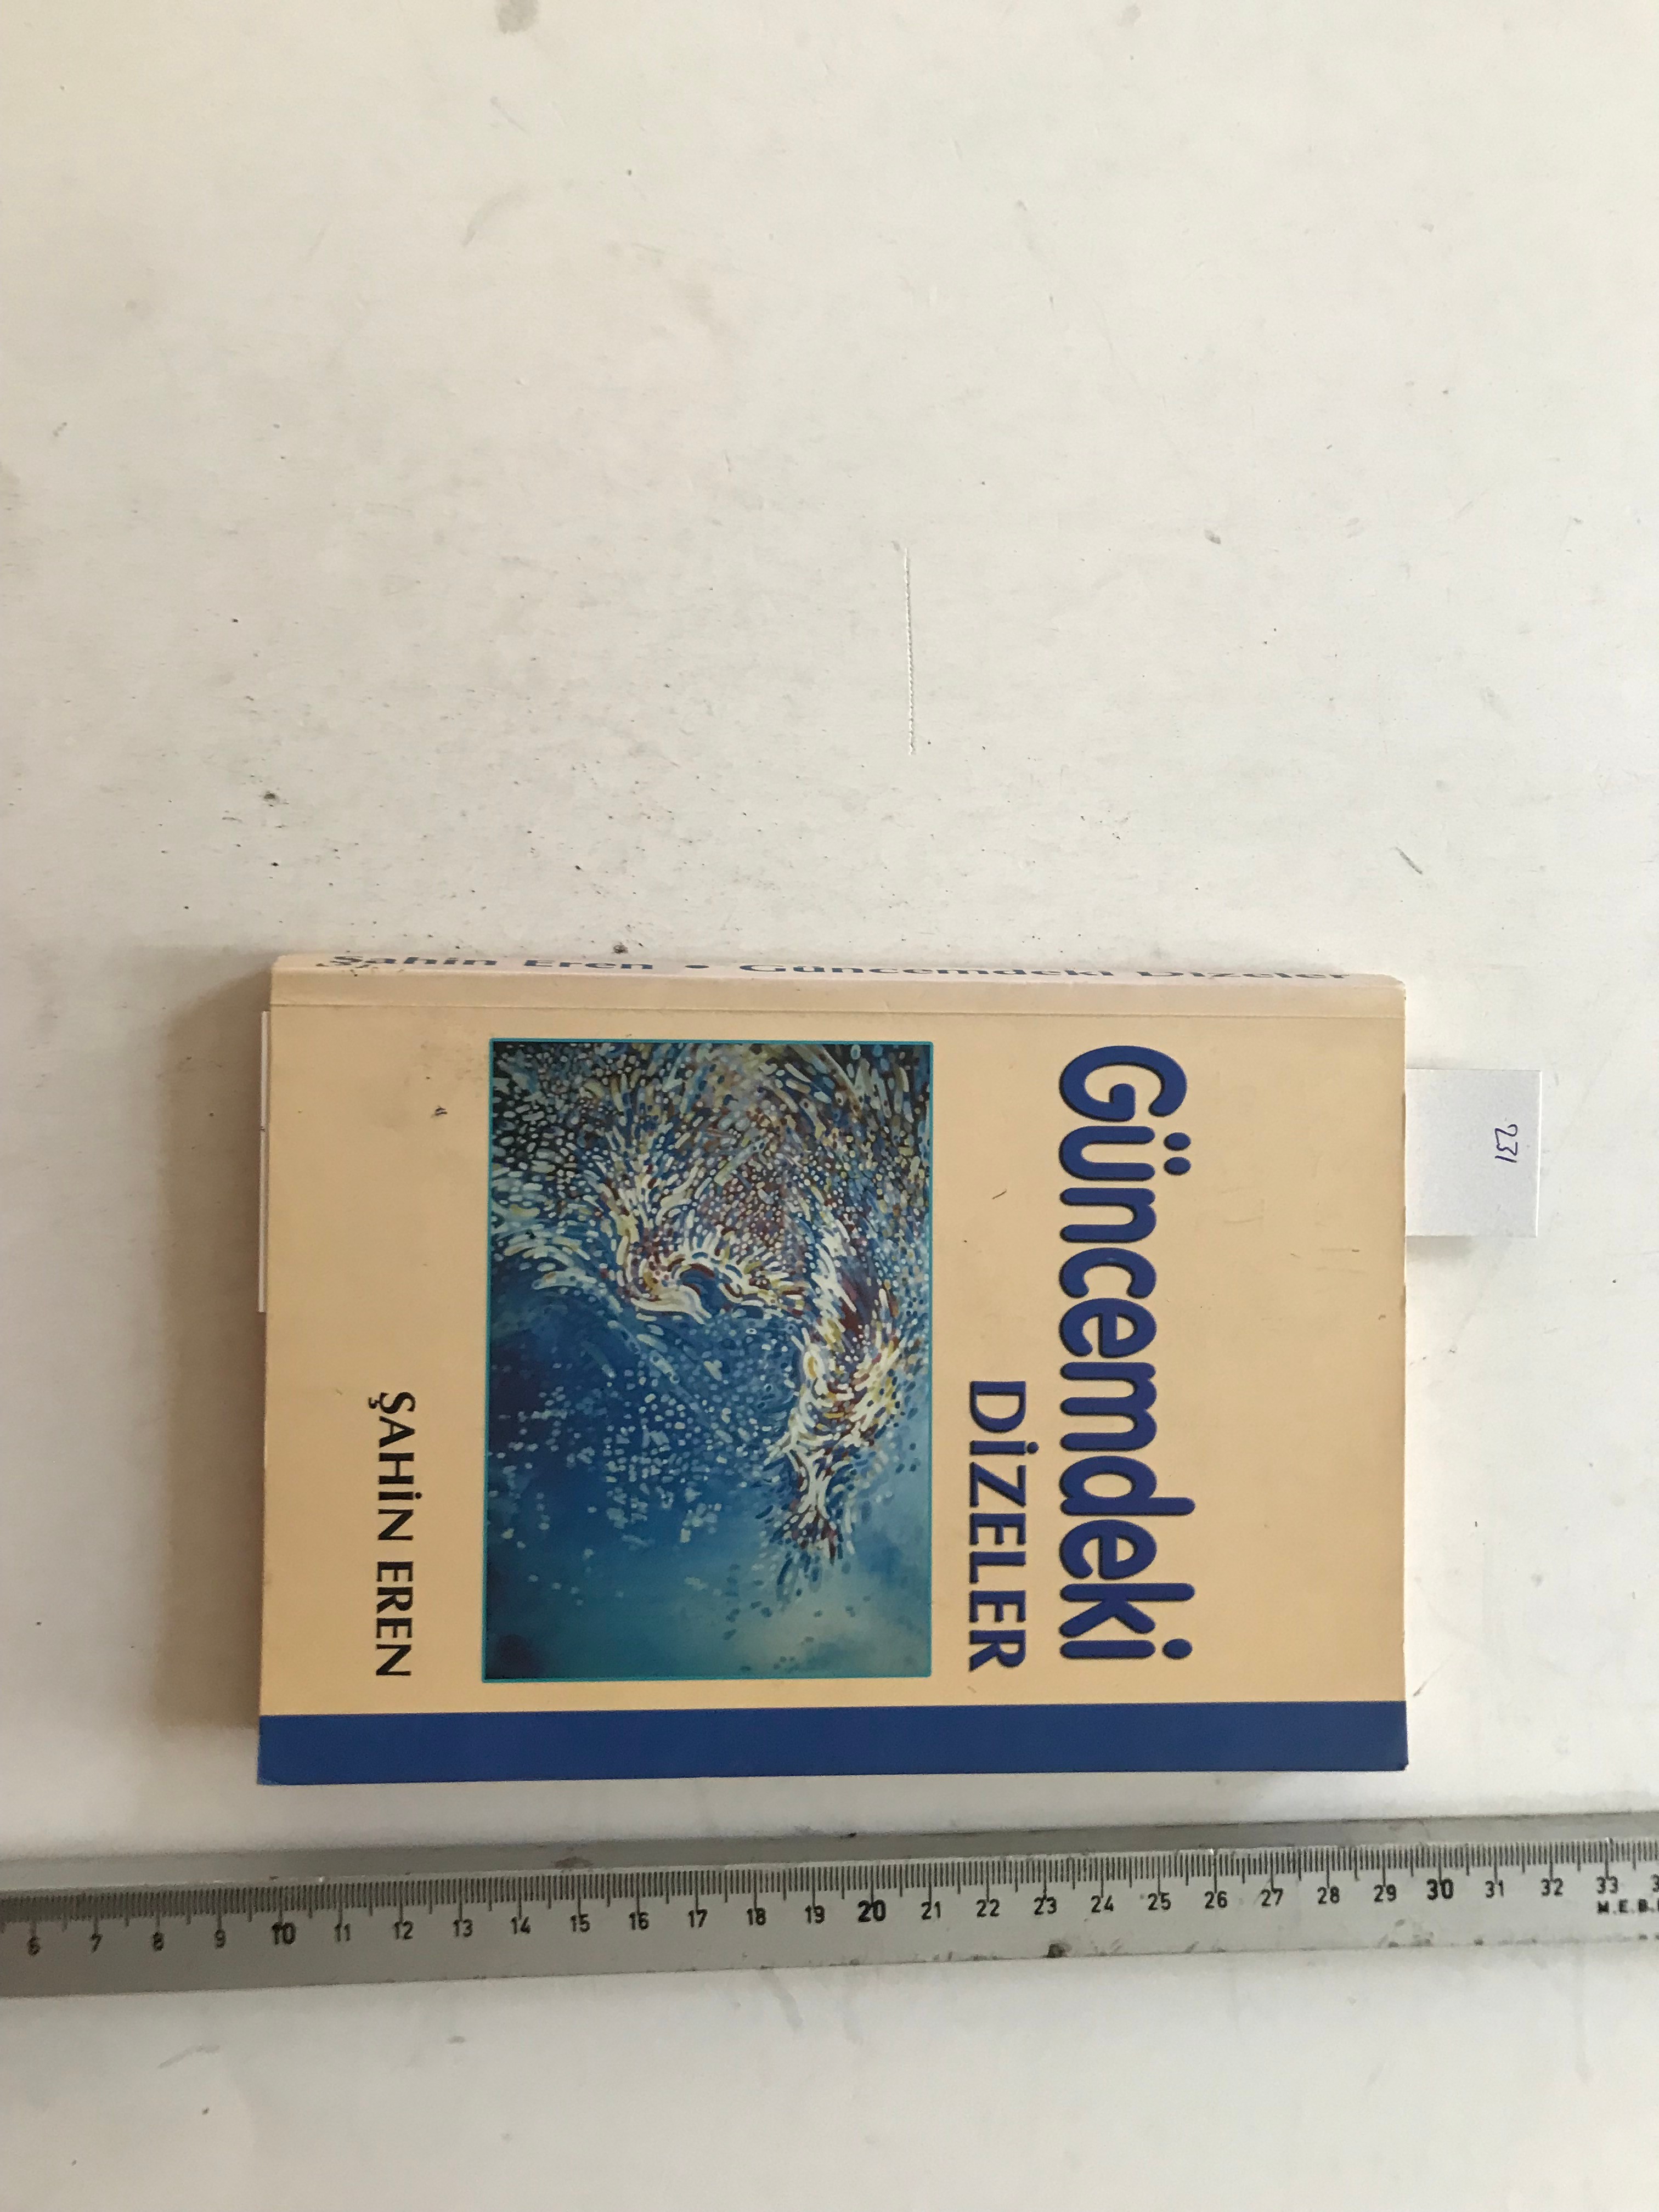 231
Güncemdeki
DİZELER
ŞAHİN EREN
Şahin Eren • Güncemdeki Dizeler
6 7 8 9 10 11 12 13 14 15 16 17 18 19 20 21 22 23 24 25 26 27 28 29 30 31 32 33
M.E.B.